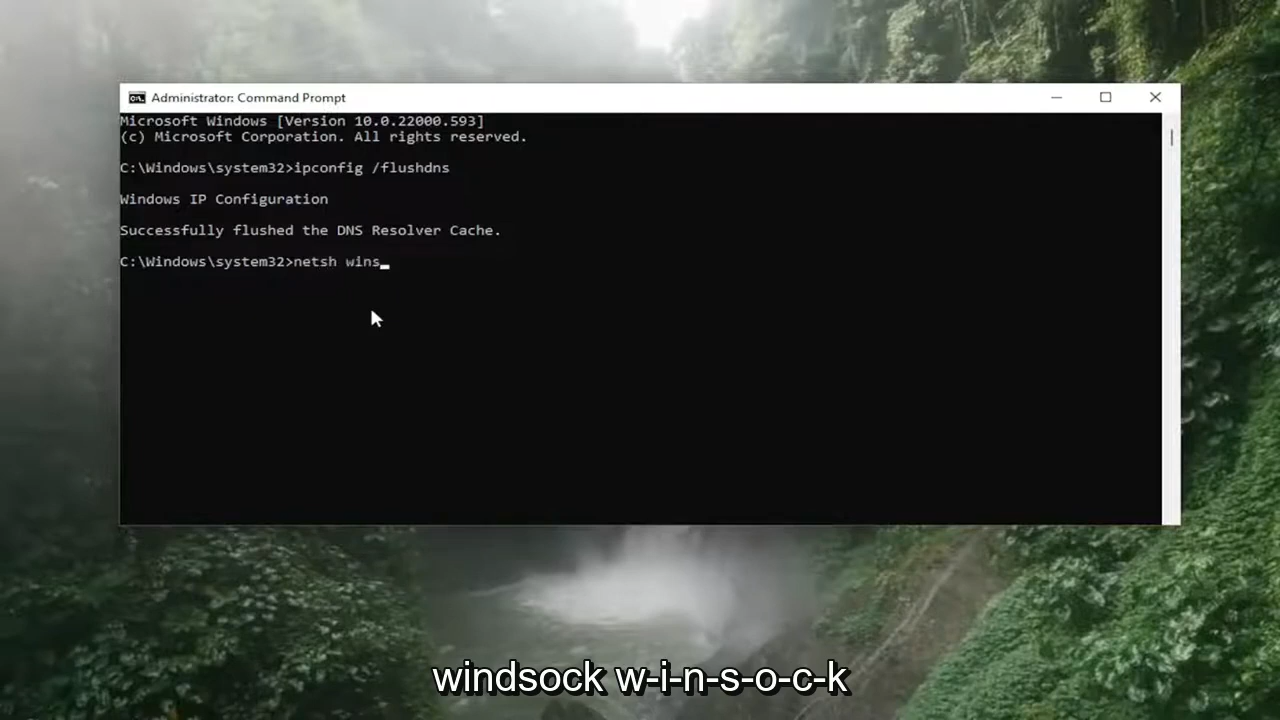 Administrator: Command Prompt
Microsoft Windows [Version 10.0.22000.593]
(c) Microsoft Corporation. All rights reserved.
C:\Windows\system32>ipconfig /flushdns
Windows IP Configuration
Successfully flushed the DNS Resolver Cache.
C:\Windows\system32>netsh wins_
windsock w-i-n-s-o-c-k